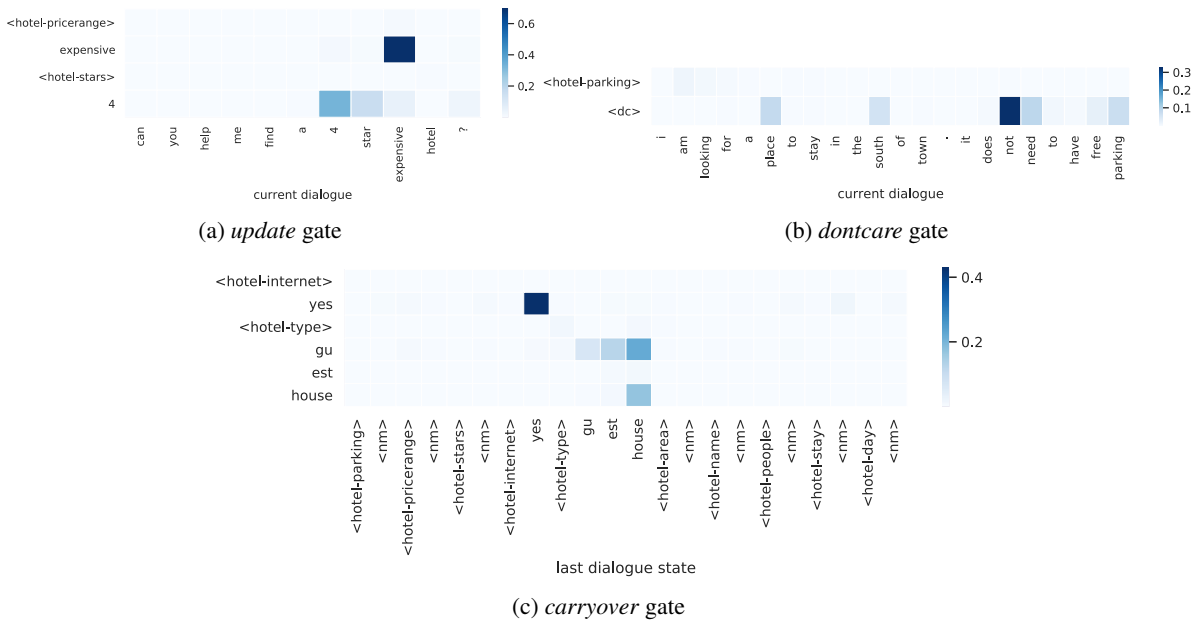 <hotel-pricerange>
expensive
<hotel-stars>
4
0.6
0.4
0.2
can you help me find a 4 star expensive hotel ?
current dialogue
(a) update gate
<hotel-parking>
<dc>
0.3
0.2
0.1
i am looking for a place to stay in the south of town . it does not need to have free parking
current dialogue
(b) dontcare gate
<hotel-internet>
yes
<hotel-type>
gu
est
house
0.4
0.2
<hotel-parking> <nm> <hotel-pricerange> <nm> <hotel-stars> <nm> <hotel-internet> yes <hotel-type> gu est house <hotel-area> <nm> <hotel-name> <nm> <hotel-people> <nm> <hotel-stay> <nm> <hotel-day> <nm>
last dialogue state
(c) carryover gate